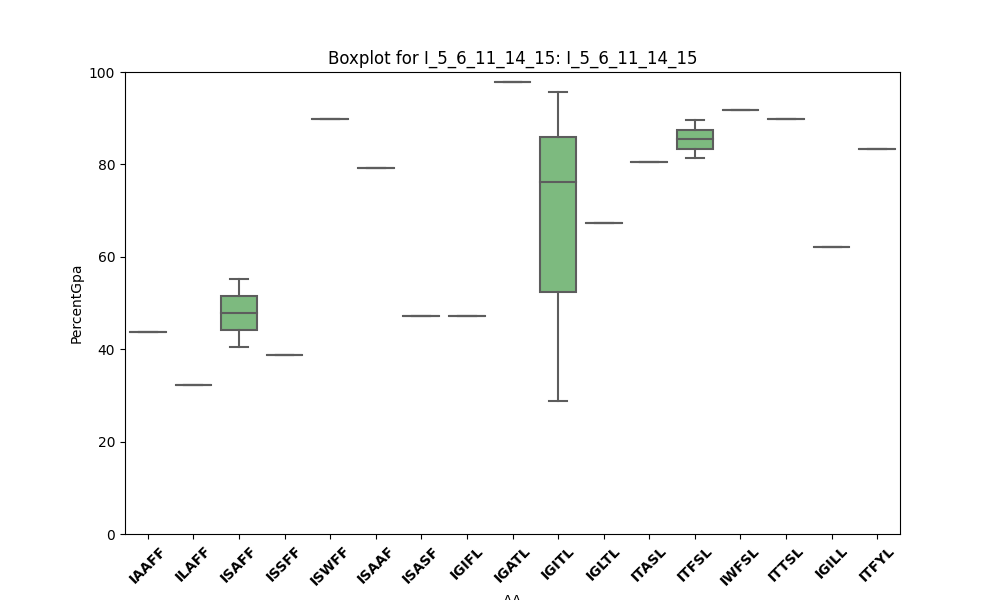 Boxplot for I_5_6_11_14_15: I_5_6_11_14_15
100
80
60
40
20
0
PercentGpa
IAAFF
ILAFF
ISAFF
ISSFF
ISWFF
ISAAF
ISASF
IGIFL
IGATL
IGITL
IGLTL
ITASL
ITFSL
IWFSL
ITTSL
IGILL
ITFYL
AA